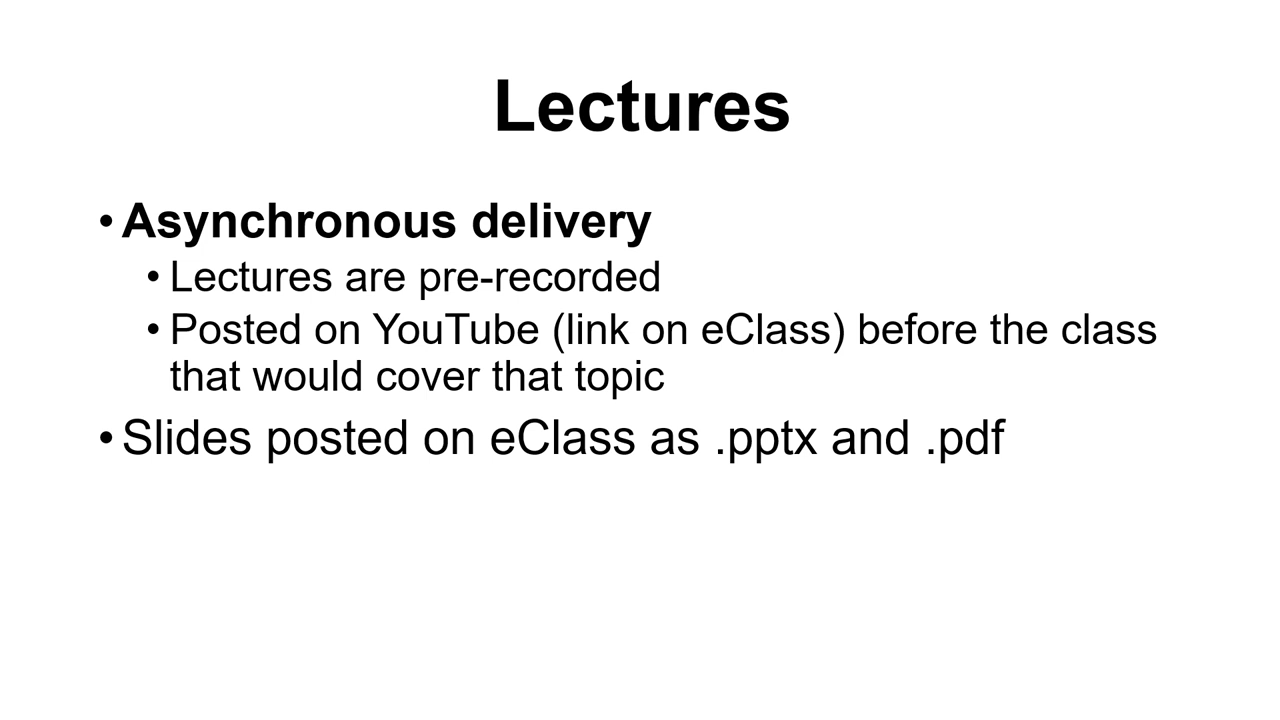 Lectures
• Asynchronous delivery
• Lectures are pre-recorded
• Posted on YouTube (link on eClass) before the class
that would cover that topic
• Slides posted on eClass as .pptx and .pdf